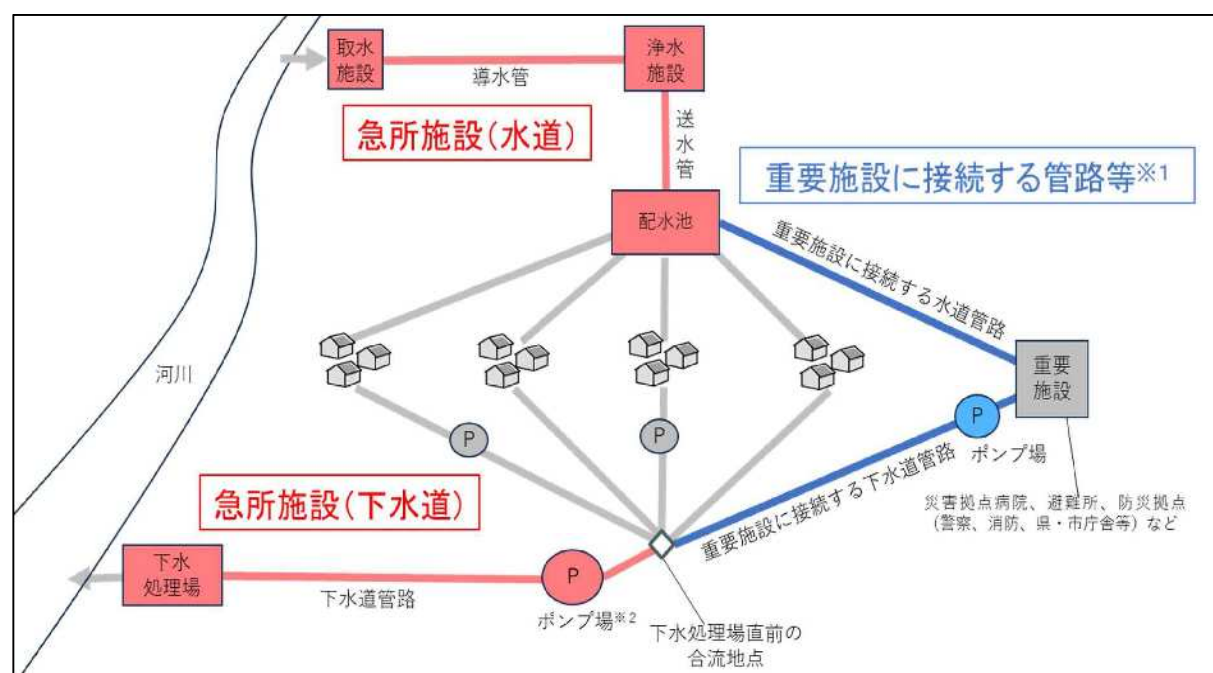 取水
施設
導水管
浄水
施設
急所施設(水道)
送
水
管
重要施設に接続する管路等※1
配水池
重要施設に接続する水道管路
河川
重要
施設
P
P
P
ポンプ場
重要施設に接続する下水道管路
災害拠点病院、避難所、防災拠点
(警察、消防、県・市庁舎等)など
急所施設(下水道)
下水
処理場
下水道管路
P
ポンプ場※2
下水処理場直前の
合流地点